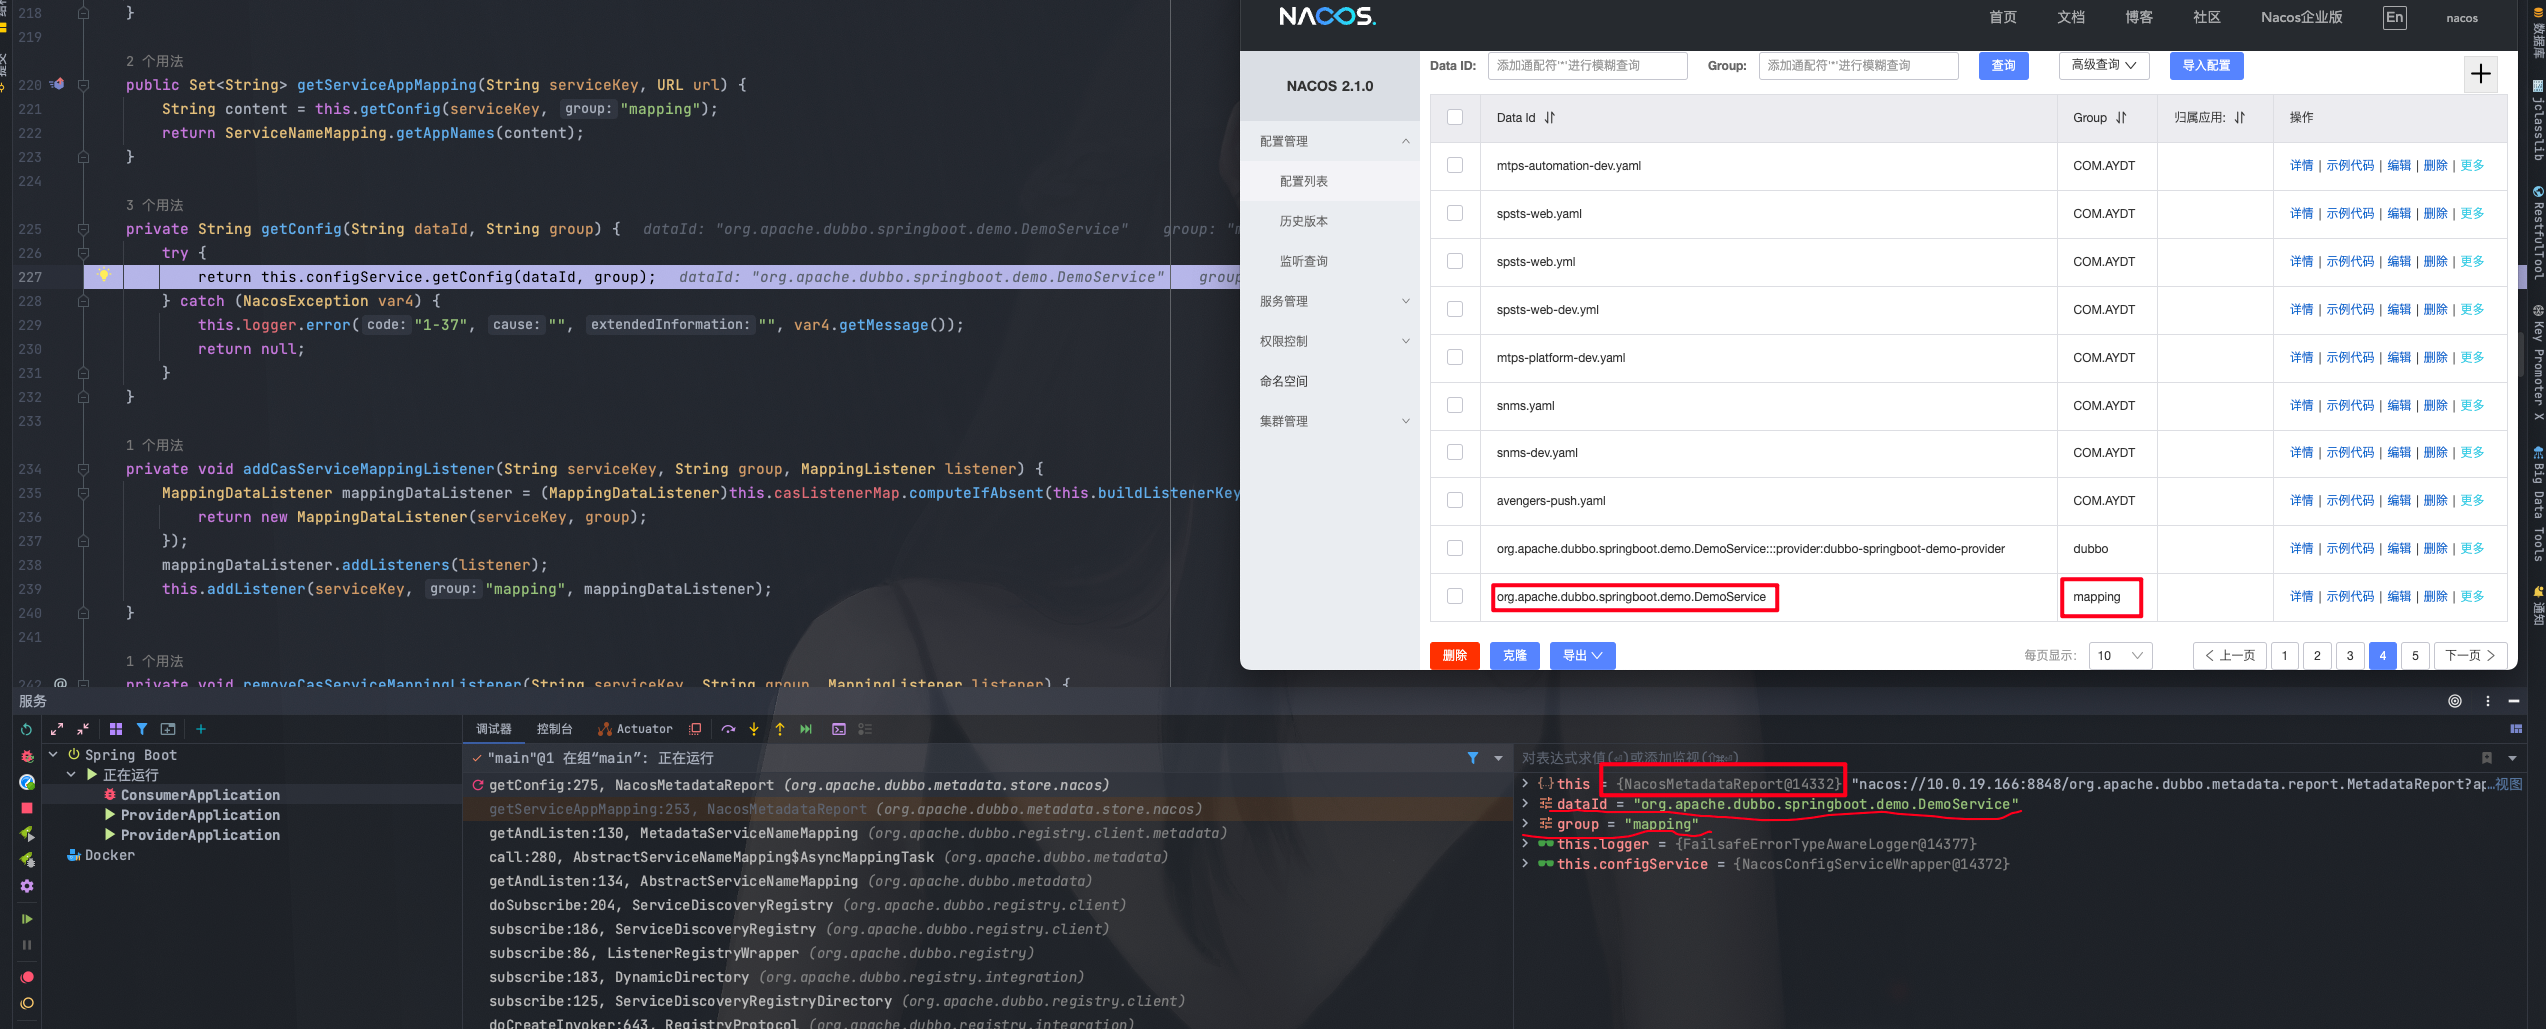 218 }
219
2 个用法
220 public Set<String> getServiceAppMapping(String serviceKey, URL url) {
221 String content = this.getConfig(serviceKey, group: "mapping");
222 return ServiceNameMapping.getAppNames(content);
223 }
224
3 个用法
225 private String getConfig(String dataId, String group) { dataId: "org.apache.dubbo.springboot.demo.DemoService" group: "m
226 try {
227 return this.configService.getConfig(dataId, group); dataId: "org.apache.dubbo.springboot.demo.DemoService" group
228 } catch (NacosException var4) {
229 this.logger.error( code: "1-37", cause: "", extendedInformation: "", var4.getMessage());
230 return null;
231 }
232 }
233
1 个用法
234 private void addCasServiceMappingListener(String serviceKey, String group, MappingListener listener) {
235 MappingDataListener mappingDataListener = (MappingDataListener)this.casListenerMap.computeIfAbsent(this.buildListenerKey
236 return new MappingDataListener(serviceKey, group);
237 });
238 mappingDataListener.addListeners(listener);
239 this.addListener(serviceKey, group: "mapping", mappingDataListener);
240 }
241
1 个用法
242 @ private void removeCasServiceMappingListener(String serviceKey, String group, MappingListener listener) {
NACOS.
首页 文档 博客 社区 Nacos企业版 En nacos
NACOS 2.1.0
配置管理
配置列表
历史版本
监听查询
服务管理
权限控制
命名空间
集群管理
Data ID: 添加通配符'*'进行模糊查询 Group: 添加通配符'*'进行模糊查询 查询 高级查询 导入配置
Data Id Group 归属应用: 操作
mtps-automation-dev.yaml COM.AYDT 详情 | 示例代码 | 编辑 | 删除 | 更多
spsts-web.yaml COM.AYDT 详情 | 示例代码 | 编辑 | 删除 | 更多
spsts-web.yml COM.AYDT 详情 | 示例代码 | 编辑 | 删除 | 更多
spsts-web-dev.yml COM.AYDT 详情 | 示例代码 | 编辑 | 删除 | 更多
mtps-platform-dev.yaml COM.AYDT 详情 | 示例代码 | 编辑 | 删除 | 更多
snms.yaml COM.AYDT 详情 | 示例代码 | 编辑 | 删除 | 更多
snms-dev.yaml COM.AYDT 详情 | 示例代码 | 编辑 | 删除 | 更多
avengers-push.yaml COM.AYDT 详情 | 示例代码 | 编辑 | 删除 | 更多
org.apache.dubbo.springboot.demo.DemoService:::provider:dubbo-springboot-demo-provider dubbo 详情 | 示例代码 | 编辑 | 删除 | 更多
org.apache.dubbo.springboot.demo.DemoService mapping 详情 | 示例代码 | 编辑 | 删除 | 更多
删除 克隆 导出 每页显示: 10 上一页 1 2 3 4 5 下一页
数据库
jclasslib
RestfulTool
Key Promoter X
Big Data Tools
通知
服务
调试器 控制台 Actuator
Spring Boot
正在运行
ConsumerApplication
ProviderApplication
ProviderApplication
Docker
"main"@1 在组“main”: 正在运行
getConfig:275, NacosMetadataReport (org.apache.dubbo.metadata.store.nacos)
getServiceAppMapping:253, NacosMetadataReport (org.apache.dubbo.metadata.store.nacos)
getAndListen:130, MetadataServiceNameMapping (org.apache.dubbo.registry.client.metadata)
call:280, AbstractServiceNameMapping$AsyncMappingTask (org.apache.dubbo.metadata)
getAndListen:134, AbstractServiceNameMapping (org.apache.dubbo.metadata)
doSubscribe:204, ServiceDiscoveryRegistry (org.apache.dubbo.registry.client)
subscribe:186, ServiceDiscoveryRegistry (org.apache.dubbo.registry.client)
subscribe:86, ListenerRegistryWrapper (org.apache.dubbo.registry)
subscribe:183, DynamicDirectory (org.apache.dubbo.registry.integration)
subscribe:125, ServiceDiscoveryRegistryDirectory (org.apache.dubbo.registry.client)
doCreateInvoker:643, RegistryProtocol (org.apache.dubbo.registry.integration)
对表达式求值(⏎)或添加监视(⇧⌘⏎)
this = {NacosMetadataReport@14332} "nacos://10.0.19.166:8848/org.apache.dubbo.metadata.report.MetadataReport?ap...视图
dataId = "org.apache.dubbo.springboot.demo.DemoService"
group = "mapping"
this.logger = {FailsafeErrorTypeAwareLogger@14377}
this.configService = {NacosConfigServiceWrapper@14372}